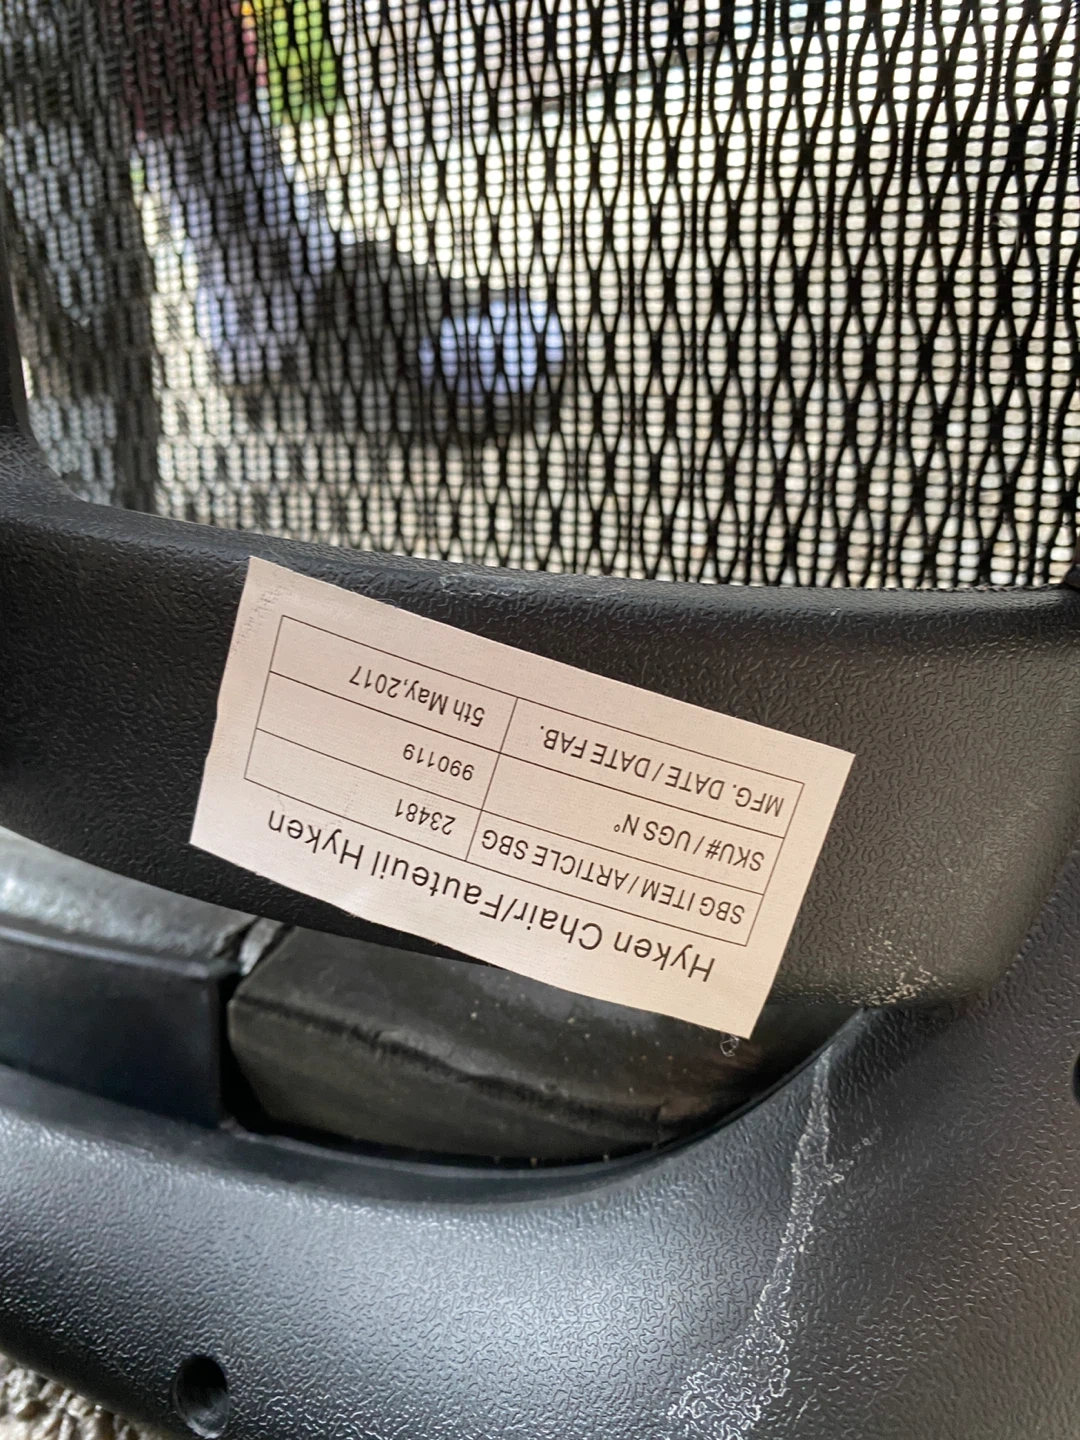 Hyken Chair/Fauteuil Hyken
SBG ITEM / ARTICLE SBG 23481
SKU# / UGS N° 990119
MFG. DATE / DATE FAB. 5th May,2017